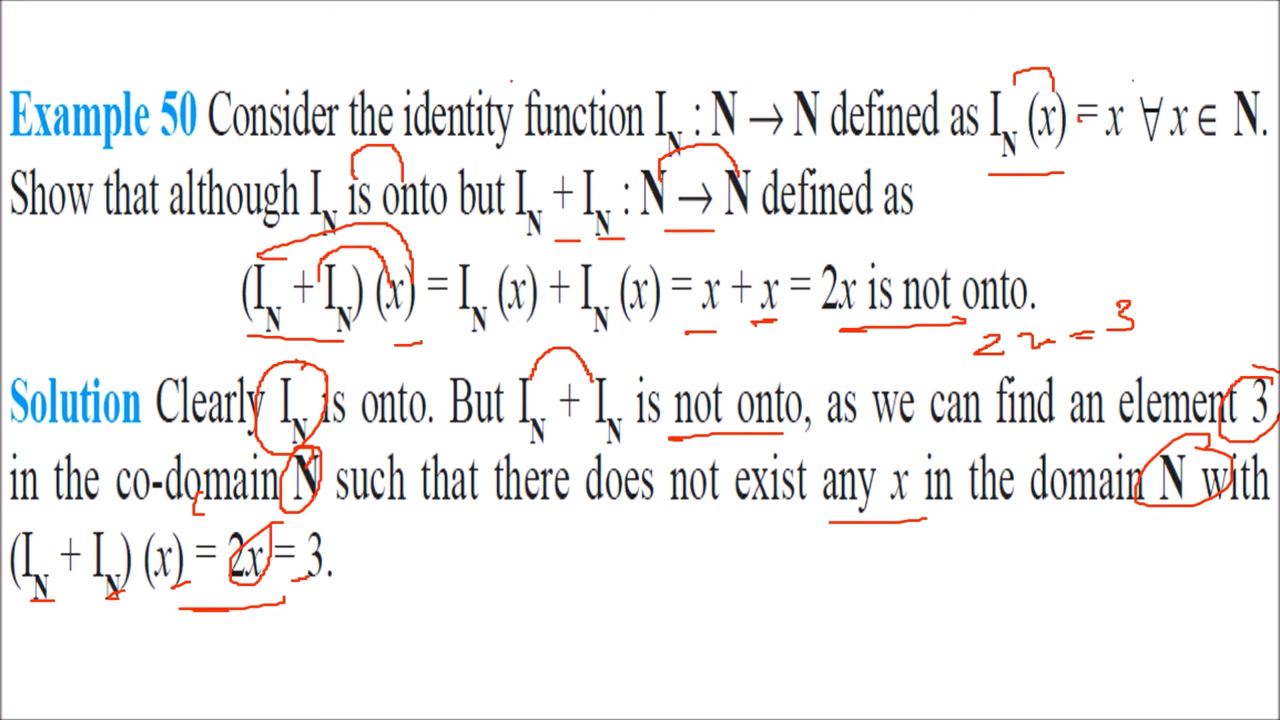 Example 50 Consider the identity function I_N : N → N defined as I_N (x) = x ∀ x ∈ N.
Show that although I_N is onto but I_N + I_N : N → N defined as
(I_N + I_N) (x) = I_N (x) + I_N (x) = x + x = 2x is not onto.
2x = 3
Solution Clearly I_N is onto. But I_N + I_N is not onto, as we can find an element 3
in the co-domain N such that there does not exist any x in the domain N with
(I_N + I_N) (x) = 2x = 3.